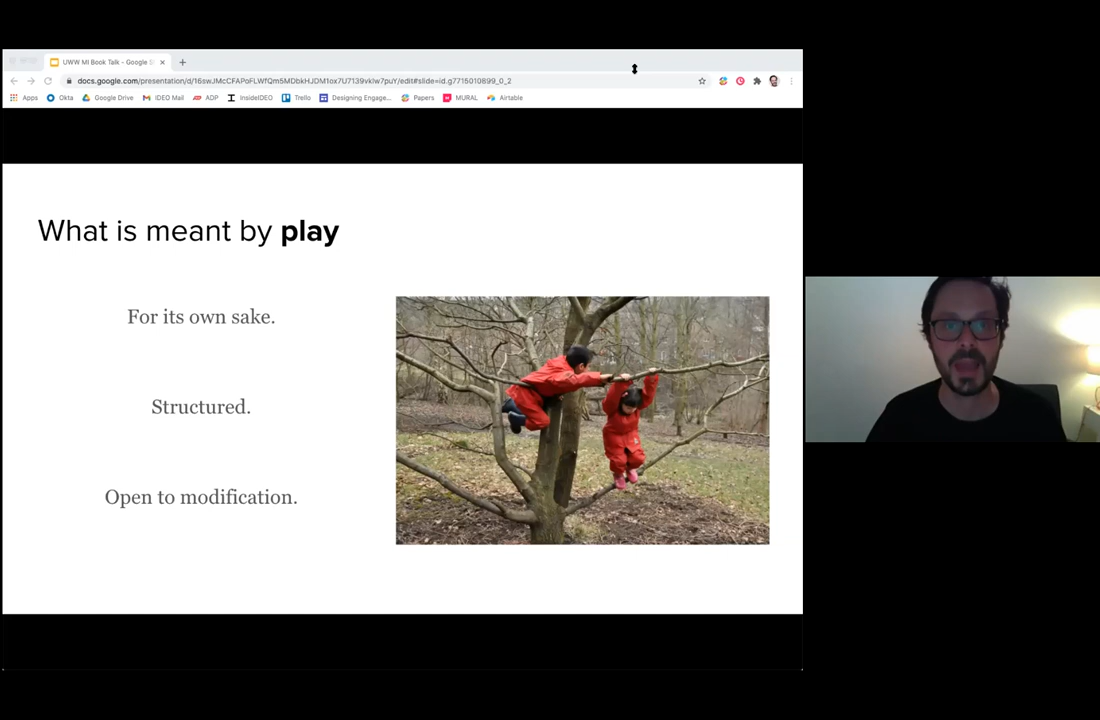 UWW MI Book Talk - Google D
docs.google.com/presentation/d/16swJMcCFAPoFLWfQm5MDbkHJDM1ox7U7139vkiw7puY/edit#slide=id.g7715010899_0_2
Apps Okta Google Drive IDEO Mail ADP InsideIDEO Trello Designing Engage... Papers MURAL Airtable
What is meant by play
For its own sake.
Structured.
Open to modification.